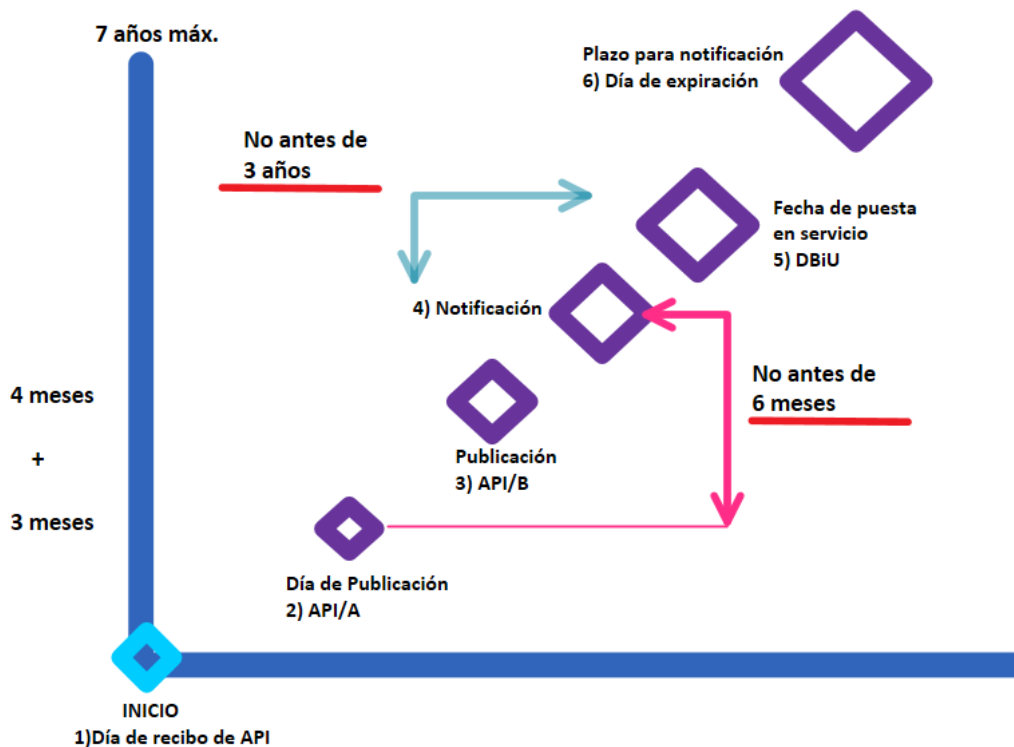 7 años máx.
Plazo para notificación
6) Día de expiración
No antes de
3 años
Fecha de puesta
en servicio
5) DBiU
4) Notificación
No antes de
6 meses
4 meses
+
3 meses
Publicación
3) API/B
Día de Publicación
2) API/A
INICIO
1)Día de recibo de API